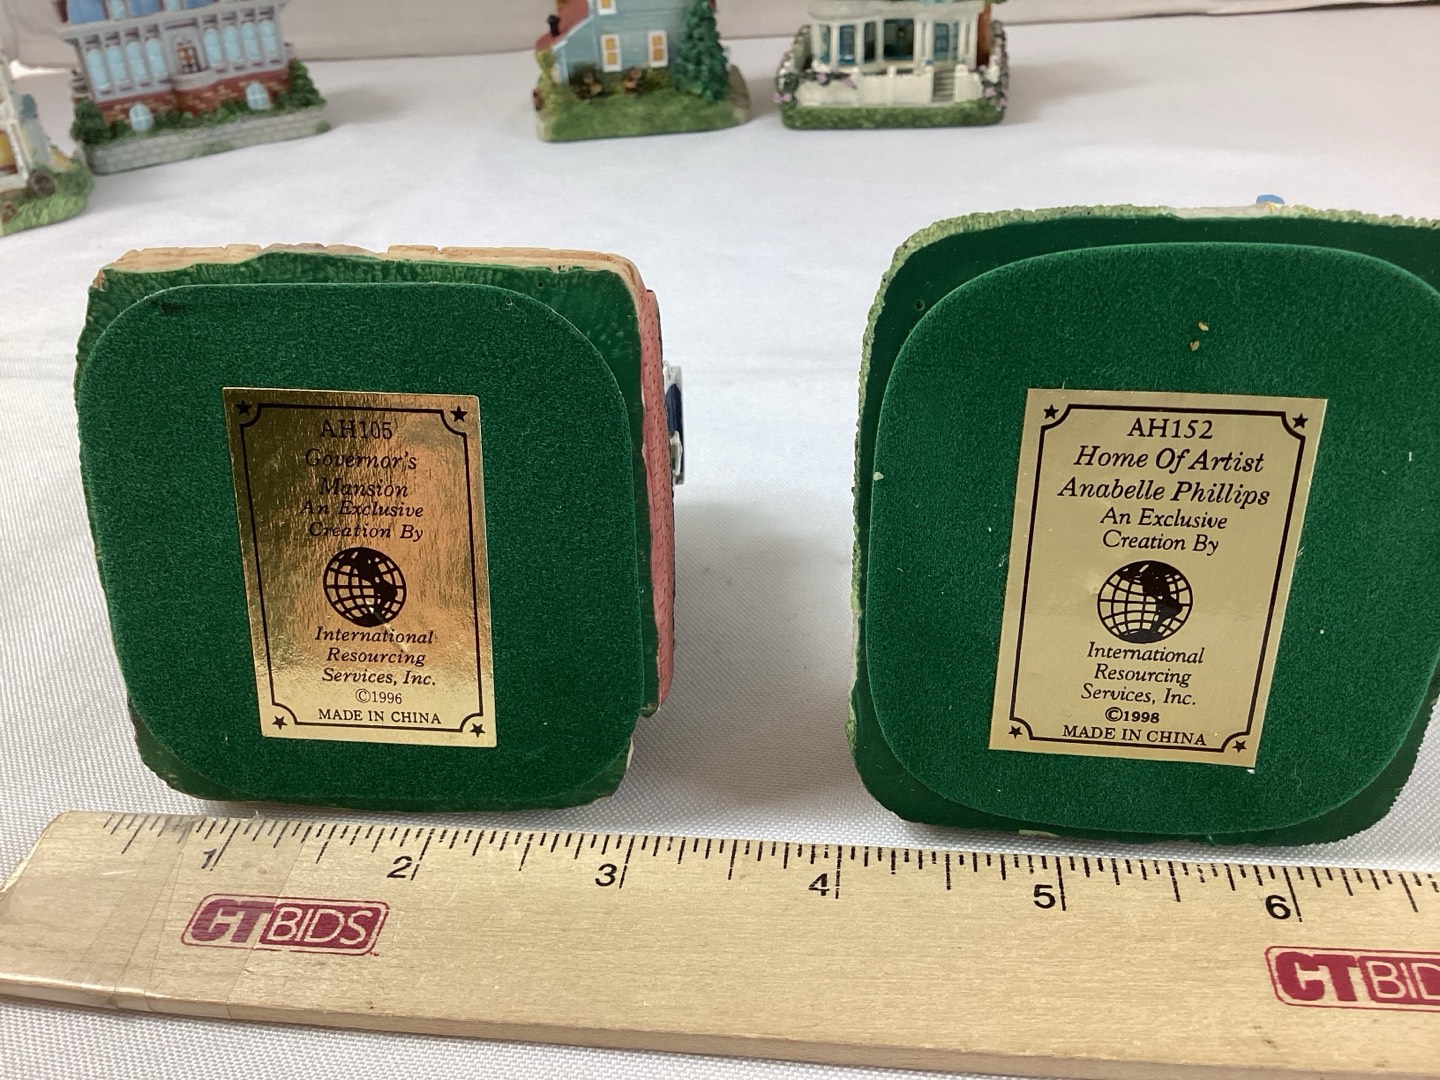 AH105
Governor's
Mansion
An Exclusive
Creation By
International
Resourcing
Services, Inc.
©1996
MADE IN CHINA
AH152
Home Of Artist
Anabelle Phillips
An Exclusive
Creation By
International
Resourcing
Services, Inc.
©1998
MADE IN CHINA
1 2 3 4 5 6
CTBIDS
CTBID